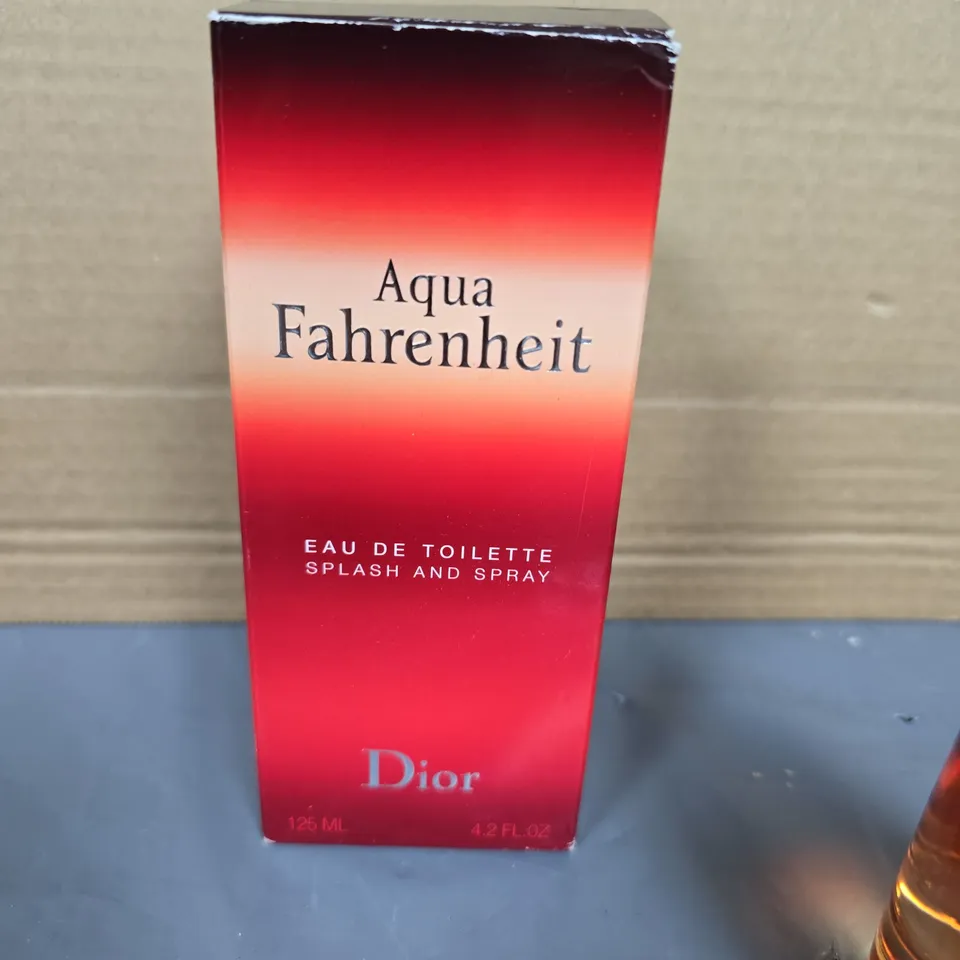 Aqua
Fahrenheit
EAU DE TOILETTE
SPLASH AND SPRAY
Dior
125 ML 4.2 FL.OZ